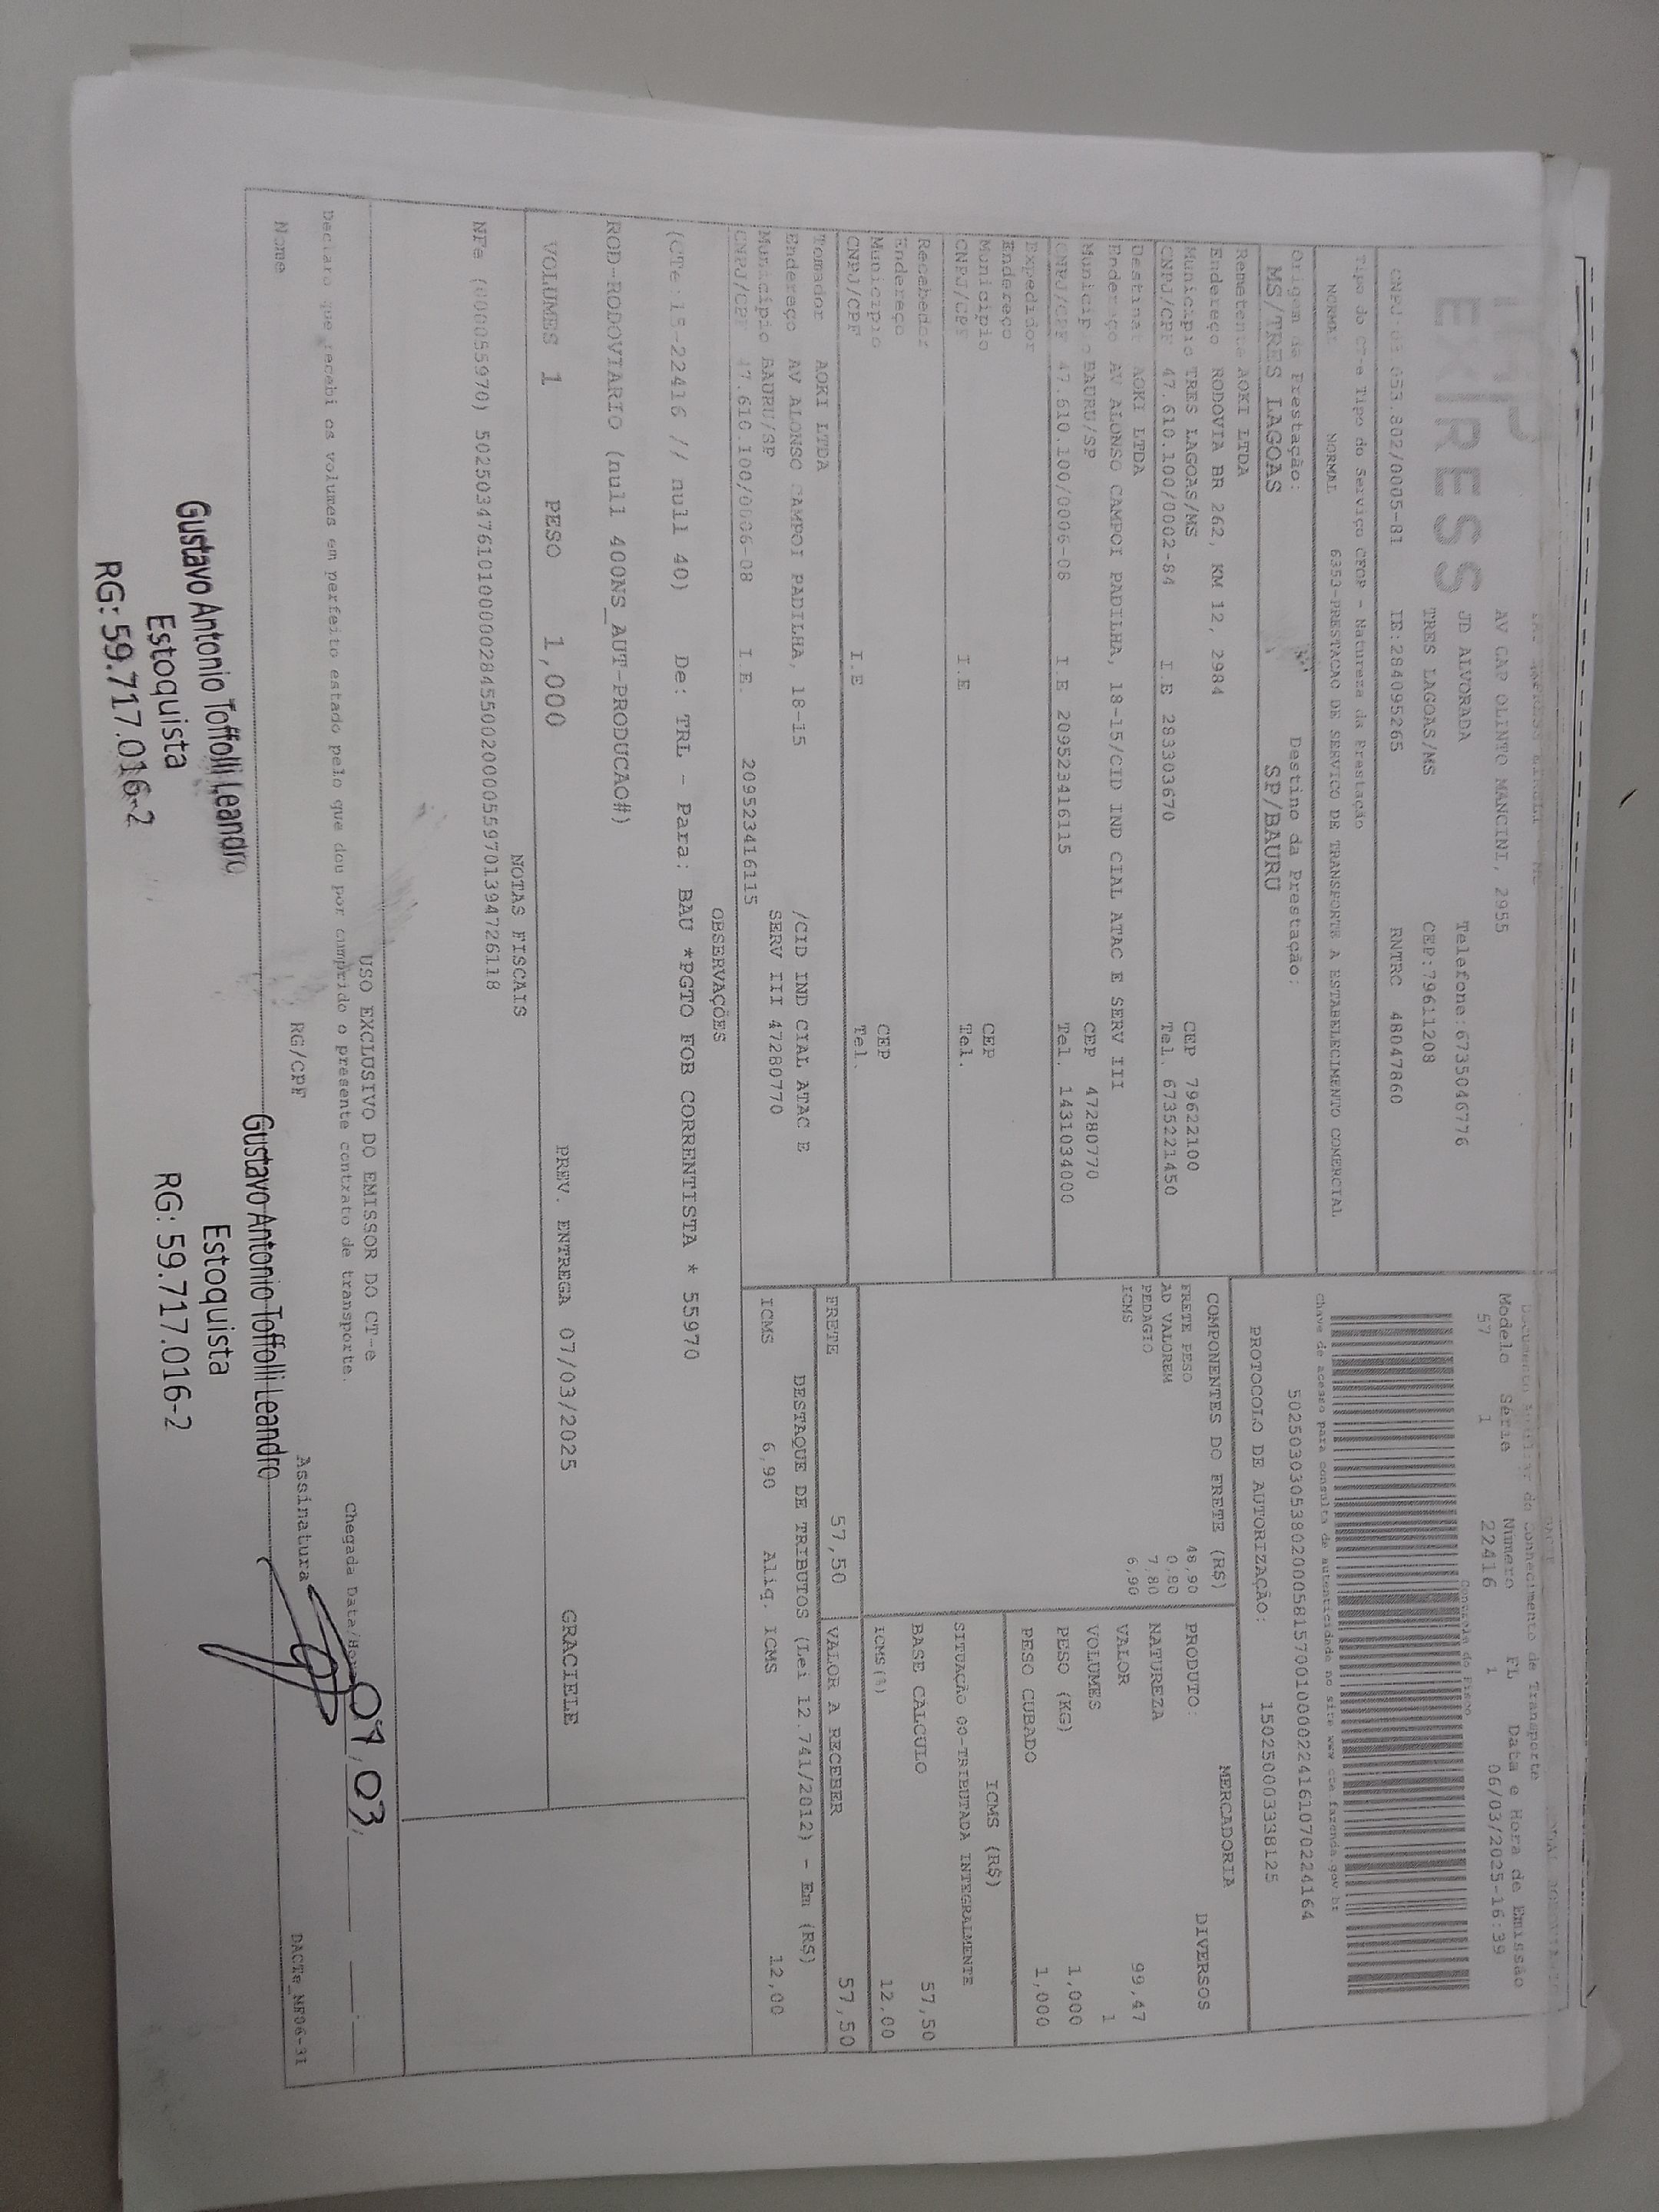 EXPRESS
AV CAP OLINTO MANCINI, 2955
JD ALVORADA Telefone:6735046776
TRES LAGOAS/MS CEP:79611208
IE:284095265 RNTRC 48047860
Tipo do CT-e Tipo do Serviço CFOP - Natureza da Prestação
NORMAL NORMAL 6353-PRESTACAO DE SERVICO DE TRANSPORTE A ESTABELECIMENTO COMERCIAL
Origem da Prestação: Destino da Prestação:
MS/TRES LAGOAS SP/BAURU
Remetente AOKI LTDA
Endereço RODOVIA BR 262, KM 12, 2984
Município TRES LAGOAS/MS CEP 79622100
CNPJ/CPF 47.610.100/0002-84 I.E 283303670 Tel. 673521450
Destinat AOKI LTDA
Endereço AV ALONSO CAMPOI PADILHA, 18-15/CID IND CIAL ATAC E SERV III
Municip o BAURU/SP CEP 47280770
CNPJ/CPF 47.610.100/0006-08 I.E 209523416115 Tel. 1431034000
Expedidor
Endereço
Município CEP
CNPJ/CPF I.E Tel.
Recebedor
Endereço
Município CEP
CNPJ/CPF I.E Tel.
Tomador AOKI LTDA
Endereço AV ALONSO CAMPOI PADILHA, 18-15 /CID IND CIAL ATAC E
Município BAURU/SP SERV III 47280770
CNPJ/CPF 47.610.100/0006-08 I.E. 209523416115
Documento Auxiliar do Conhecimento de Transporte
Modelo Série Número FL Data e Hora de Emissão
57 1 22416 1 06/03/2025-16:39
Controle do Fisco
Chave de acesso para consulta de autenticidade no site www.cte.fazenda.gov.br
50250303053802000581570010000224161070224164
PROTOCOLO DE AUTORIZAÇÃO: 150250033338125
COMPONENTES DO FRETE (R$)
FRETE PESO 48,90
AD VALOREM 0,80
PEDAGIO 7,80
ICMS 6,90
MERCADORIA
PRODUTO: DIVERSOS
NATUREZA
VALOR 99,47
VOLUMES 1
PESO (KG) 1,000
PESO CUBADO 1,000
ICMS (R$)
SITUAÇÃO 00-TRIBUTADA INTEGRALMENTE
BASE CÁLCULO 57,50
ICMS(%) 12,00
FRETE 57,50 VALOR A RECEBER 57,50
DESTAQUE DE TRIBUTOS (Lei 12.741/2012) - Em (R$)
ICMS 6,90 Aliq. ICMS 12,00
OBSERVAÇÕES
(CTe 15-22416 // null 40) De: TRL - Para: BAU *PGTO FOB CORRENTISTA * 55970
ROD-RODOVIARIO (null 400NS_AUT-PRODUCAO#)
VOLUMES 1 PESO 1,000 PREV. ENTREGA 07/03/2025 GRACIELE
NOTAS FISCAIS
NFe (000055970) 50250347610100000284550020000559701394726118
USO EXCLUSIVO DO EMISSOR DO CT-e
Declaro que recebi os volumes em perfeito estado pelo que dou por cumprido o presente contrato de transporte.
Chegada Data/Hora 07/03/
Nome RG/CPF Assinatura DACTe_MF06-31
Gustavo Antonio Toffolli Leandro
Estoquista
RG: 59.717.016-2
Gustavo Antonio Toffolli Leandro
Estoquista
RG: 59.717.016-2